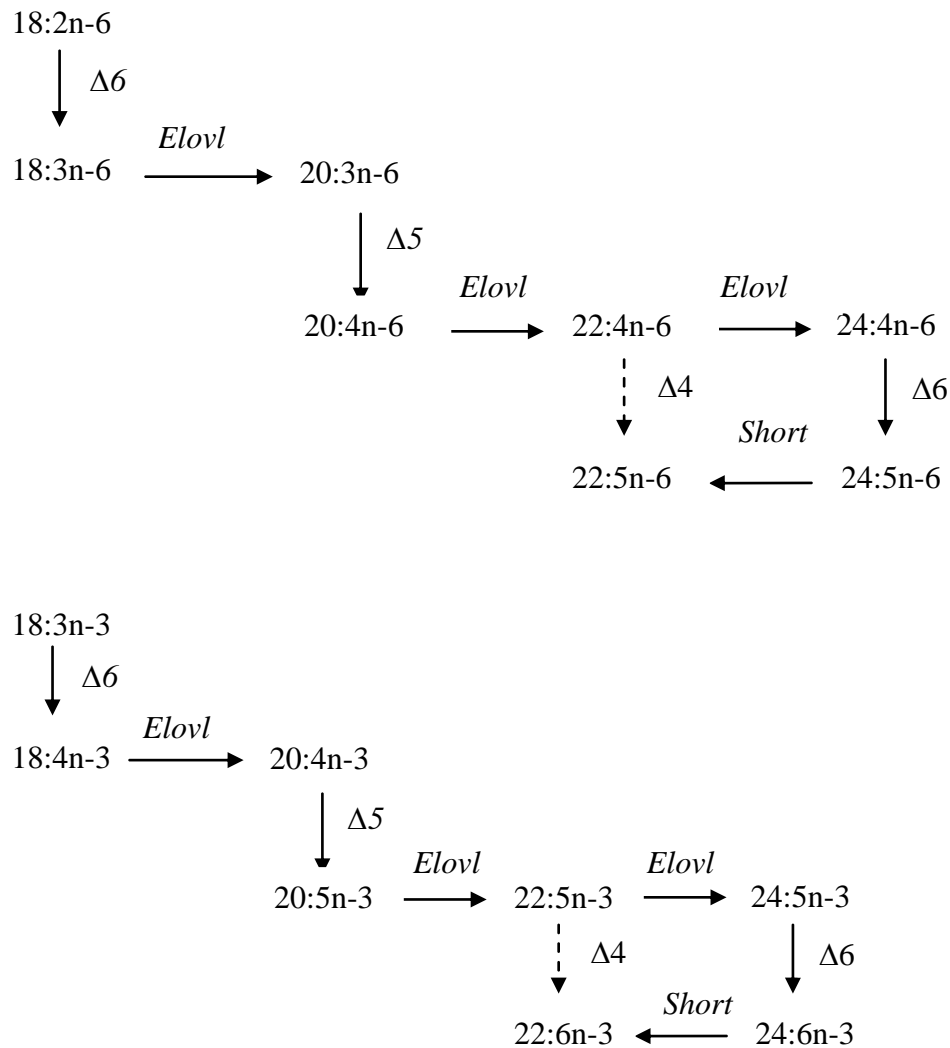 18:2n-6
Δ6
Elovl
18:3n-6 20:3n-6
Δ5
Elovl Elovl
20:4n-6 22:4n-6 24:4n-6
Δ4 Δ6
Short
22:5n-6 24:5n-6
18:3n-3
Δ6
Elovl
18:4n-3 20:4n-3
Δ5
Elovl Elovl
20:5n-3 22:5n-3 24:5n-3
Δ4 Δ6
Short
22:6n-3 24:6n-3